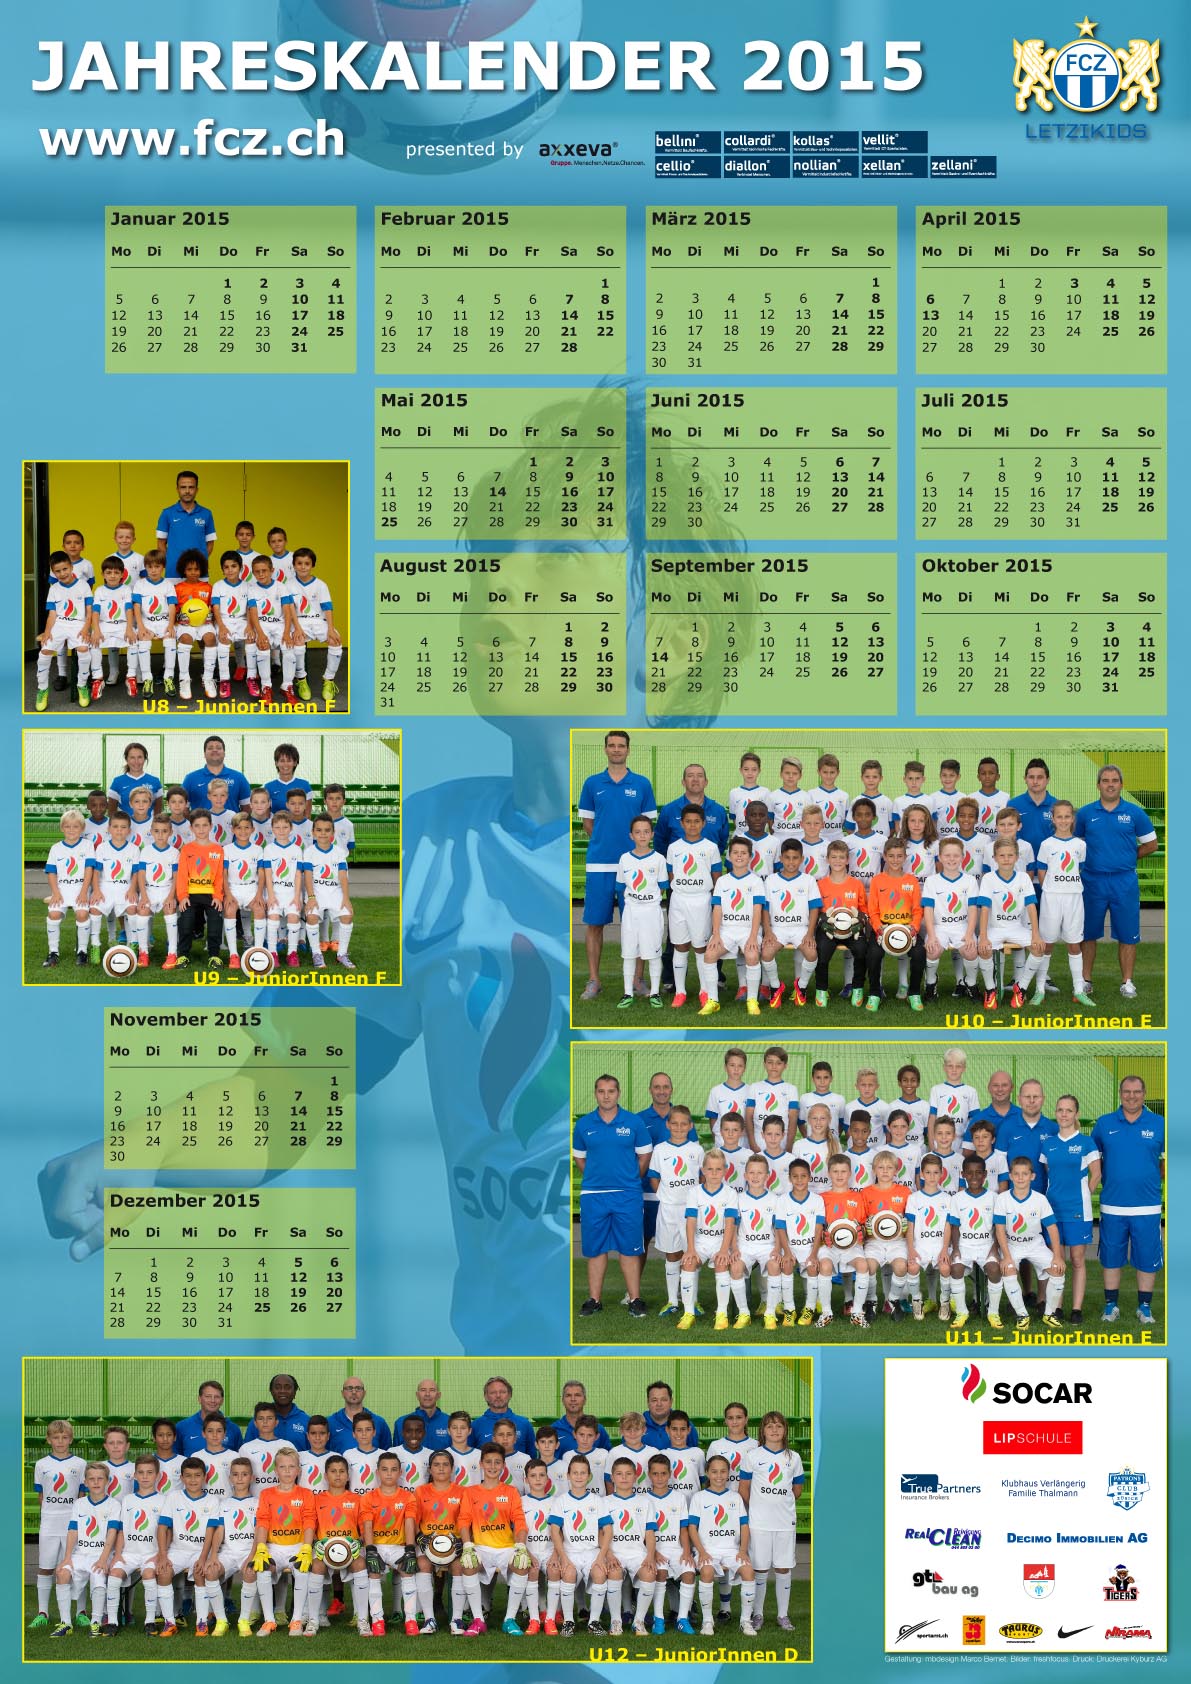 JAHRESKALENDER 2015
www.fcz.ch
presented by axxeva®
Gruppe. Menschen.Netze.Chancen.
bellini® collardi® kollas® vellit®
cellio® diallon® nollian® xellan® zellani®
FCZ
LETZIKIDS
Januar 2015
Mo Di Mi Do Fr Sa So
1 2 3 4
5 6 7 8 9 10 11
12 13 14 15 16 17 18
19 20 21 22 23 24 25
26 27 28 29 30 31
Februar 2015
Mo Di Mi Do Fr Sa So
1
2 3 4 5 6 7 8
9 10 11 12 13 14 15
16 17 18 19 20 21 22
23 24 25 26 27 28
März 2015
Mo Di Mi Do Fr Sa So
1
2 3 4 5 6 7 8
9 10 11 12 13 14 15
16 17 18 19 20 21 22
23 24 25 26 27 28 29
30 31
April 2015
Mo Di Mi Do Fr Sa So
1 2 3 4 5
6 7 8 9 10 11 12
13 14 15 16 17 18 19
20 21 22 23 24 25 26
27 28 29 30
Mai 2015
Mo Di Mi Do Fr Sa So
1 2 3
4 5 6 7 8 9 10
11 12 13 14 15 16 17
18 19 20 21 22 23 24
25 26 27 28 29 30 31
Juni 2015
Mo Di Mi Do Fr Sa So
1 2 3 4 5 6 7
8 9 10 11 12 13 14
15 16 17 18 19 20 21
22 23 24 25 26 27 28
29 30
Juli 2015
Mo Di Mi Do Fr Sa So
1 2 3 4 5
6 7 8 9 10 11 12
13 14 15 16 17 18 19
20 21 22 23 24 25 26
27 28 29 30 31
August 2015
Mo Di Mi Do Fr Sa So
1 2
3 4 5 6 7 8 9
10 11 12 13 14 15 16
17 18 19 20 21 22 23
24 25 26 27 28 29 30
31
September 2015
Mo Di Mi Do Fr Sa So
1 2 3 4 5 6
7 8 9 10 11 12 13
14 15 16 17 18 19 20
21 22 23 24 25 26 27
28 29 30
Oktober 2015
Mo Di Mi Do Fr Sa So
1 2 3 4
5 6 7 8 9 10 11
12 13 14 15 16 17 18
19 20 21 22 23 24 25
26 27 28 29 30 31
U8 – JuniorInnen F
U9 – JuniorInnen F
U10 – JuniorInnen E
November 2015
Mo Di Mi Do Fr Sa So
1
2 3 4 5 6 7 8
9 10 11 12 13 14 15
16 17 18 19 20 21 22
23 24 25 26 27 28 29
30
Dezember 2015
Mo Di Mi Do Fr Sa So
1 2 3 4 5 6
7 8 9 10 11 12 13
14 15 16 17 18 19 20
21 22 23 24 25 26 27
28 29 30 31
U11 – JuniorInnen E
U12 – JuniorInnen D
SOCAR
LIPSCHULE
True Partners
Insurance Brokers
Klubhaus Verlängerig
Familie Thalmann
PATRONS
CLUB
ZÜRICH
REAL CLEAN
DECIMO IMMOBILIEN AG
gtl bau ag
TIGERS
sportamt.ch
TAURUS
NIRAMA
Gestaltung: mbdesign Marco Bernet. Bilder: freshfocus. Druck: Druckerei Kyburz AG